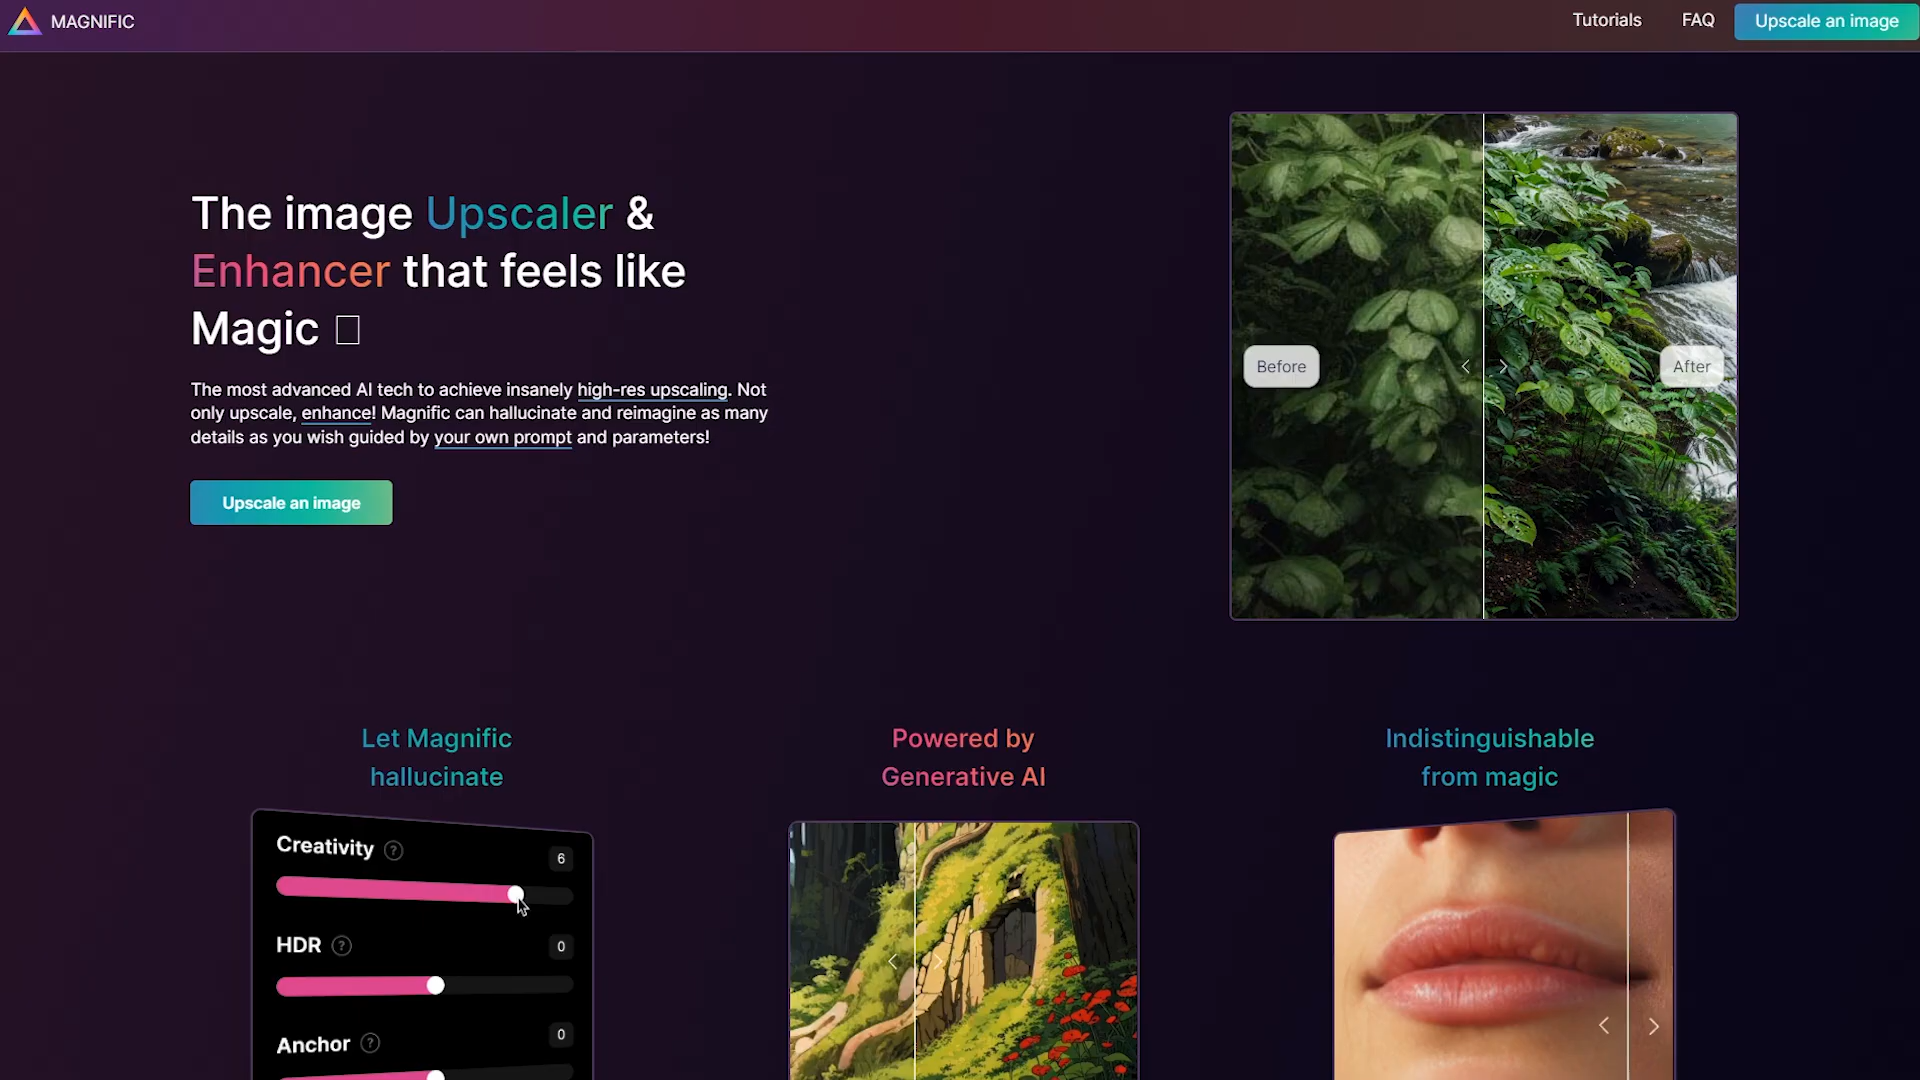 MAGNIFIC
Tutorials
FAQ
Upscale an image
The image Upscaler &
Enhancer that feels like
Magic
The most advanced AI tech to achieve insanely high-res upscaling. Not
only upscale, enhance! Magnific can hallucinate and reimagine as many
details as you wish guided by your own prompt and parameters!
Upscale an image
Before
After
Let Magnific
hallucinate
Powered by
Generative AI
Indistinguishable
from magic
Creativity ?
6
HDR ?
0
Anchor ?
0